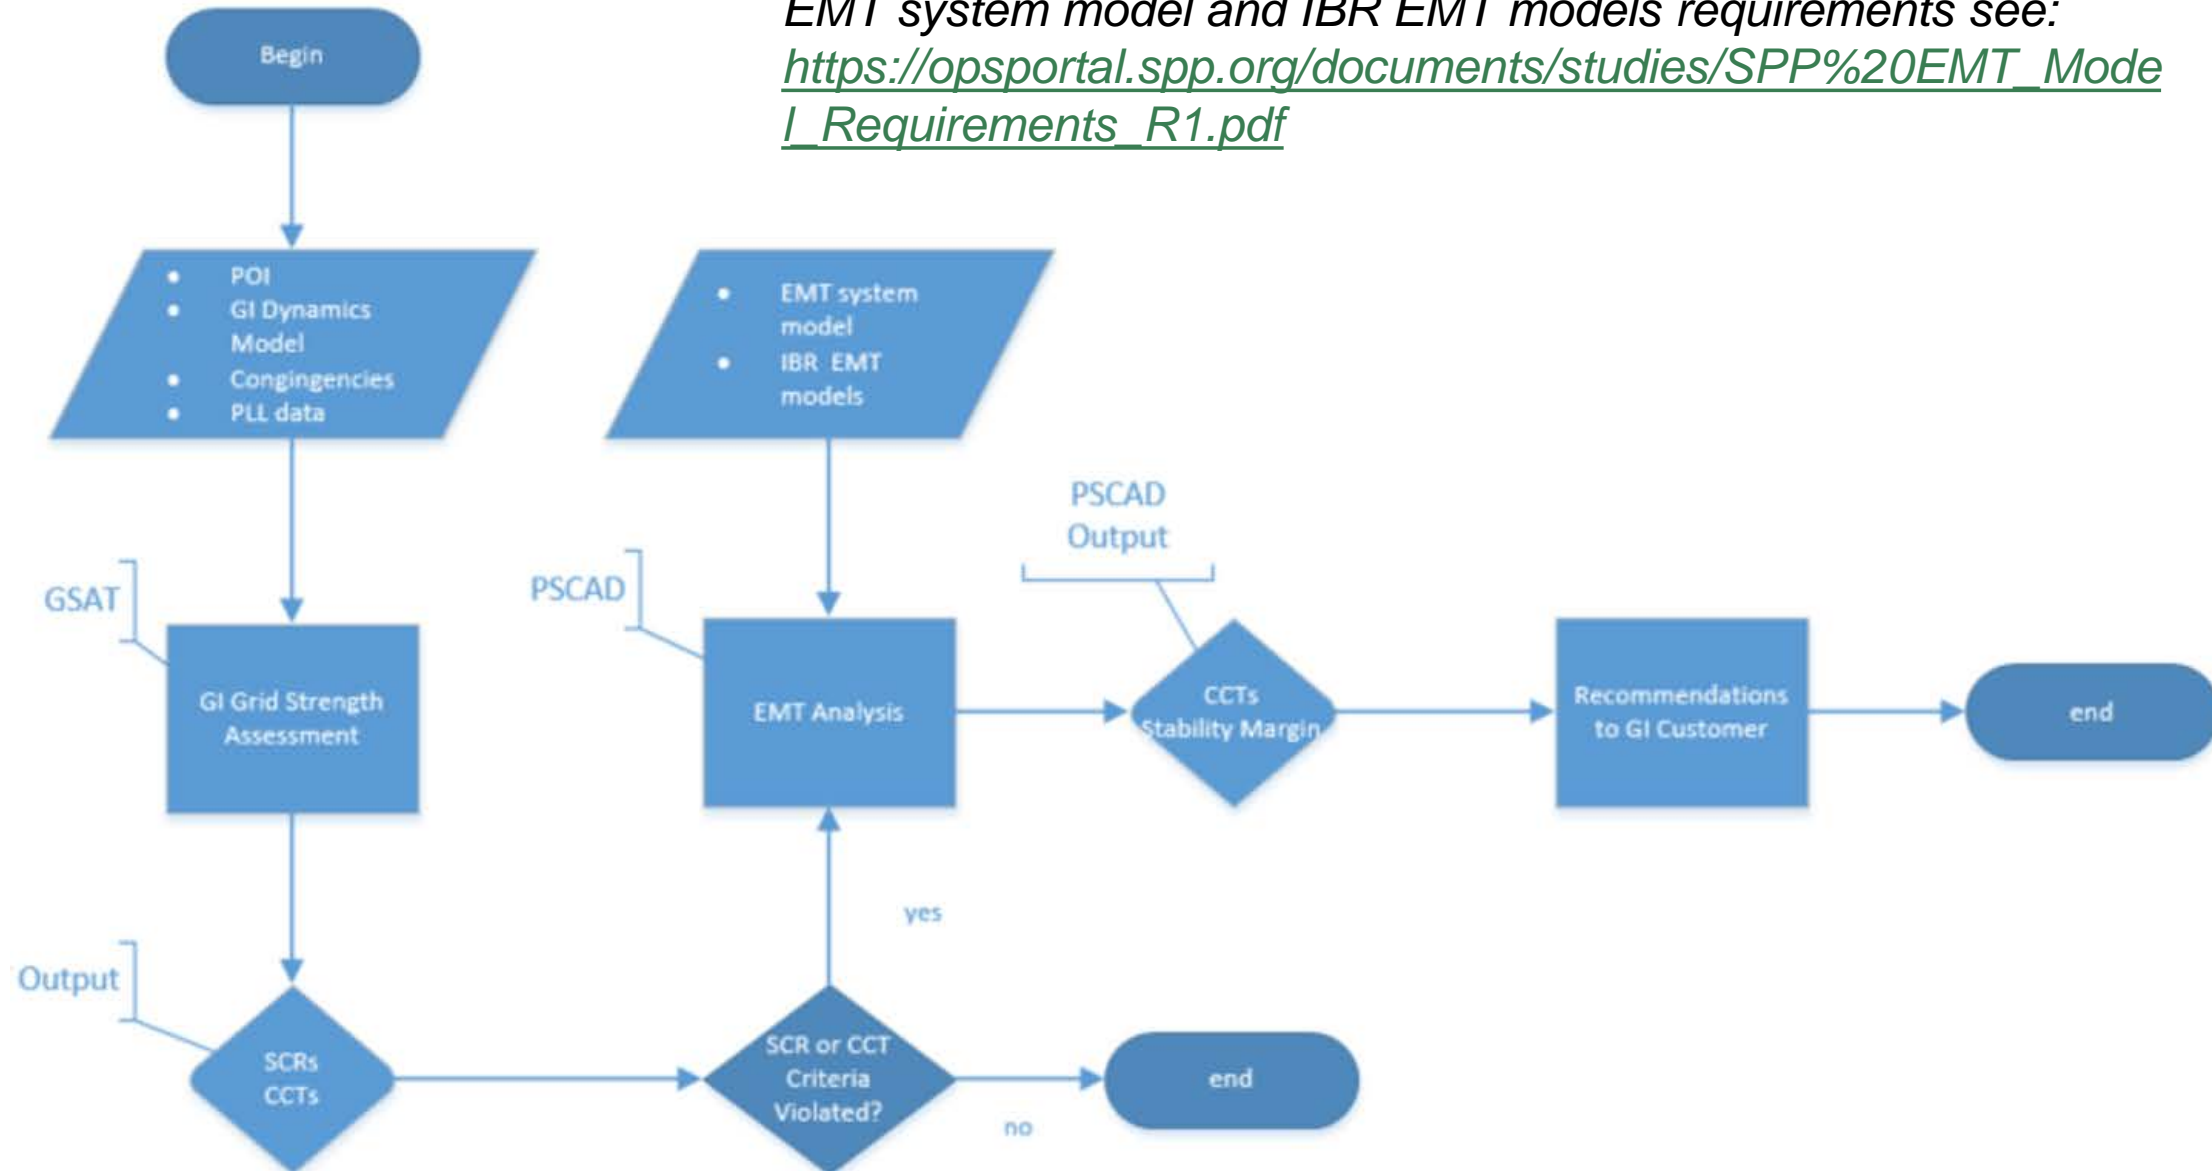 EMT system model and IBR EMT models requirements see:
https://opsportal.spp.org/documents/studies/SPP%20EMT_Mode
l_Requirements_R1.pdf
Begin
• POI
• GI Dynamics
Model
• Congingencies
• PLL data
• EMT system
model
• IBR EMT
models
GSAT
GI Grid Strength
Assessment
PSCAD
EMT Analysis
PSCAD
Output
CCTs
Stability Margin
Recommendations
to GI Customer
end
Output
SCRs
CCTs
SCR or CCT
Criteria
Violated?
yes
no
end